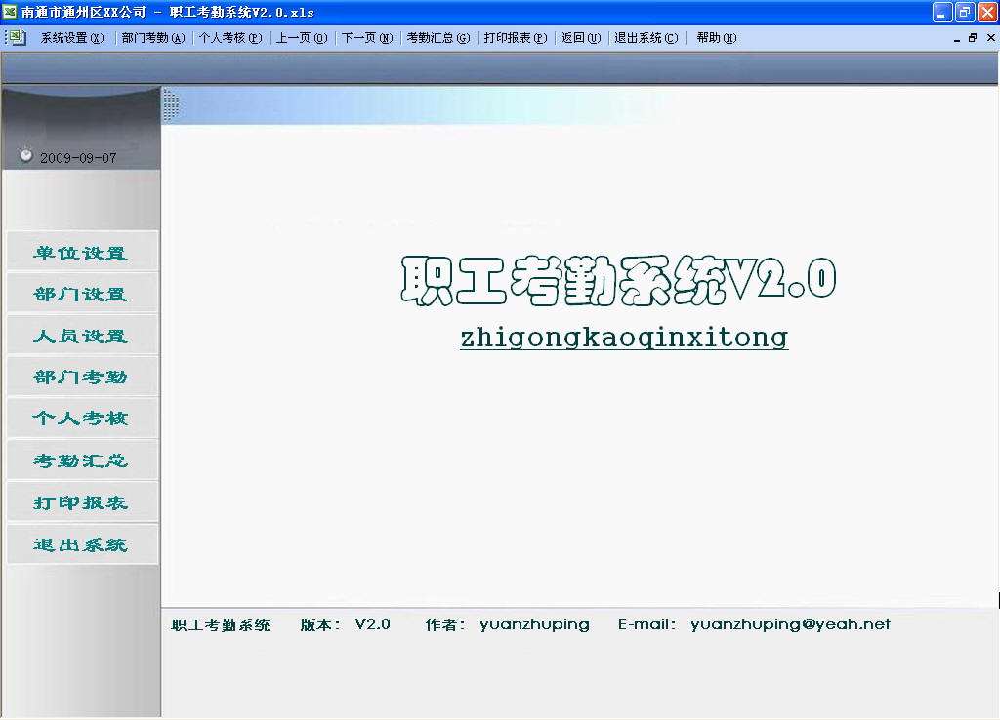 南通市通州区XX公司 - 职工考勤系统V2.0.xls
系统设置(X) 部门考勤(A) 个人考核(P) 上一页(O) 下一页(N) 考勤汇总(G) 打印报表(P) 返回(U) 退出系统(C) 帮助(H)
2009-09-07
单位设置
部门设置
人员设置
部门考勤
个人考核
考勤汇总
打印报表
退出系统
职工考勤系统V2.0
zhigongkaoqinxitong
职工考勤系统 版本： V2.0 作者： yuanzhuping E-mail： yuanzhuping@yeah.net